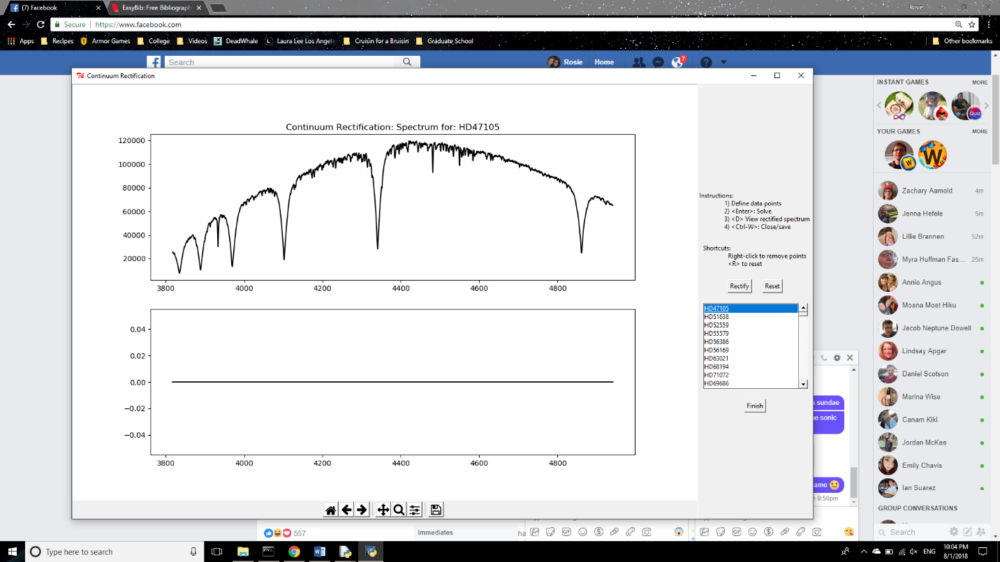 (7) Facebook
EasyBib: Free Bibliograph
Rosie
Secure
https://www.facebook.com
Apps
Recipes
Armor Games
College
Videos
DeadWhale
Laura Lee Los Angele
Cruisin for a Bruisin'
Graduate School
Other bookmarks
Search
Rosie
Home
7
Continuum Rectification
Continuum Rectification: Spectrum for: HD47105
120000
100000
80000
60000
40000
20000
3800 4000 4200 4400 4600 4800
0.04
0.02
0.00
−0.02
−0.04
3800 4000 4200 4400 4600 4800
Instructions:
1) Define data points
2) <Enter>: Solve
3) <D> View rectified spectrum
4) <Ctrl-W>: Close/save
Shortcuts:
Right-click to remove points
<R> to reset
Rectify Reset
HD47105
HD51638
HD52559
HD55579
HD56386
HD56169
HD63021
HD68194
HD71072
HD69686
Finish
INSTANT GAMES MORE
Quiz
YOUR GAMES MORE
W
W
Zachary Aamold 4m
Jenna Hefele 5m
Lillie Brannen 52m
Myra Huffman Fas... 25m
Annie Angus
Moana Moet Hiku
Jacob Neptune Dowell
Lindsay Apgar
Daniel Scotson
Marina Wise
Canam Kiki
Jordan McKee
Emily Chavis
Ian Suarez
GROUP CONVERSATIONS
Search
sundae
sonic
ame
9:56pm
557
Immediates
ha
GIF
GIF
Type here to search
ENG
10:04 PM
8/1/2018